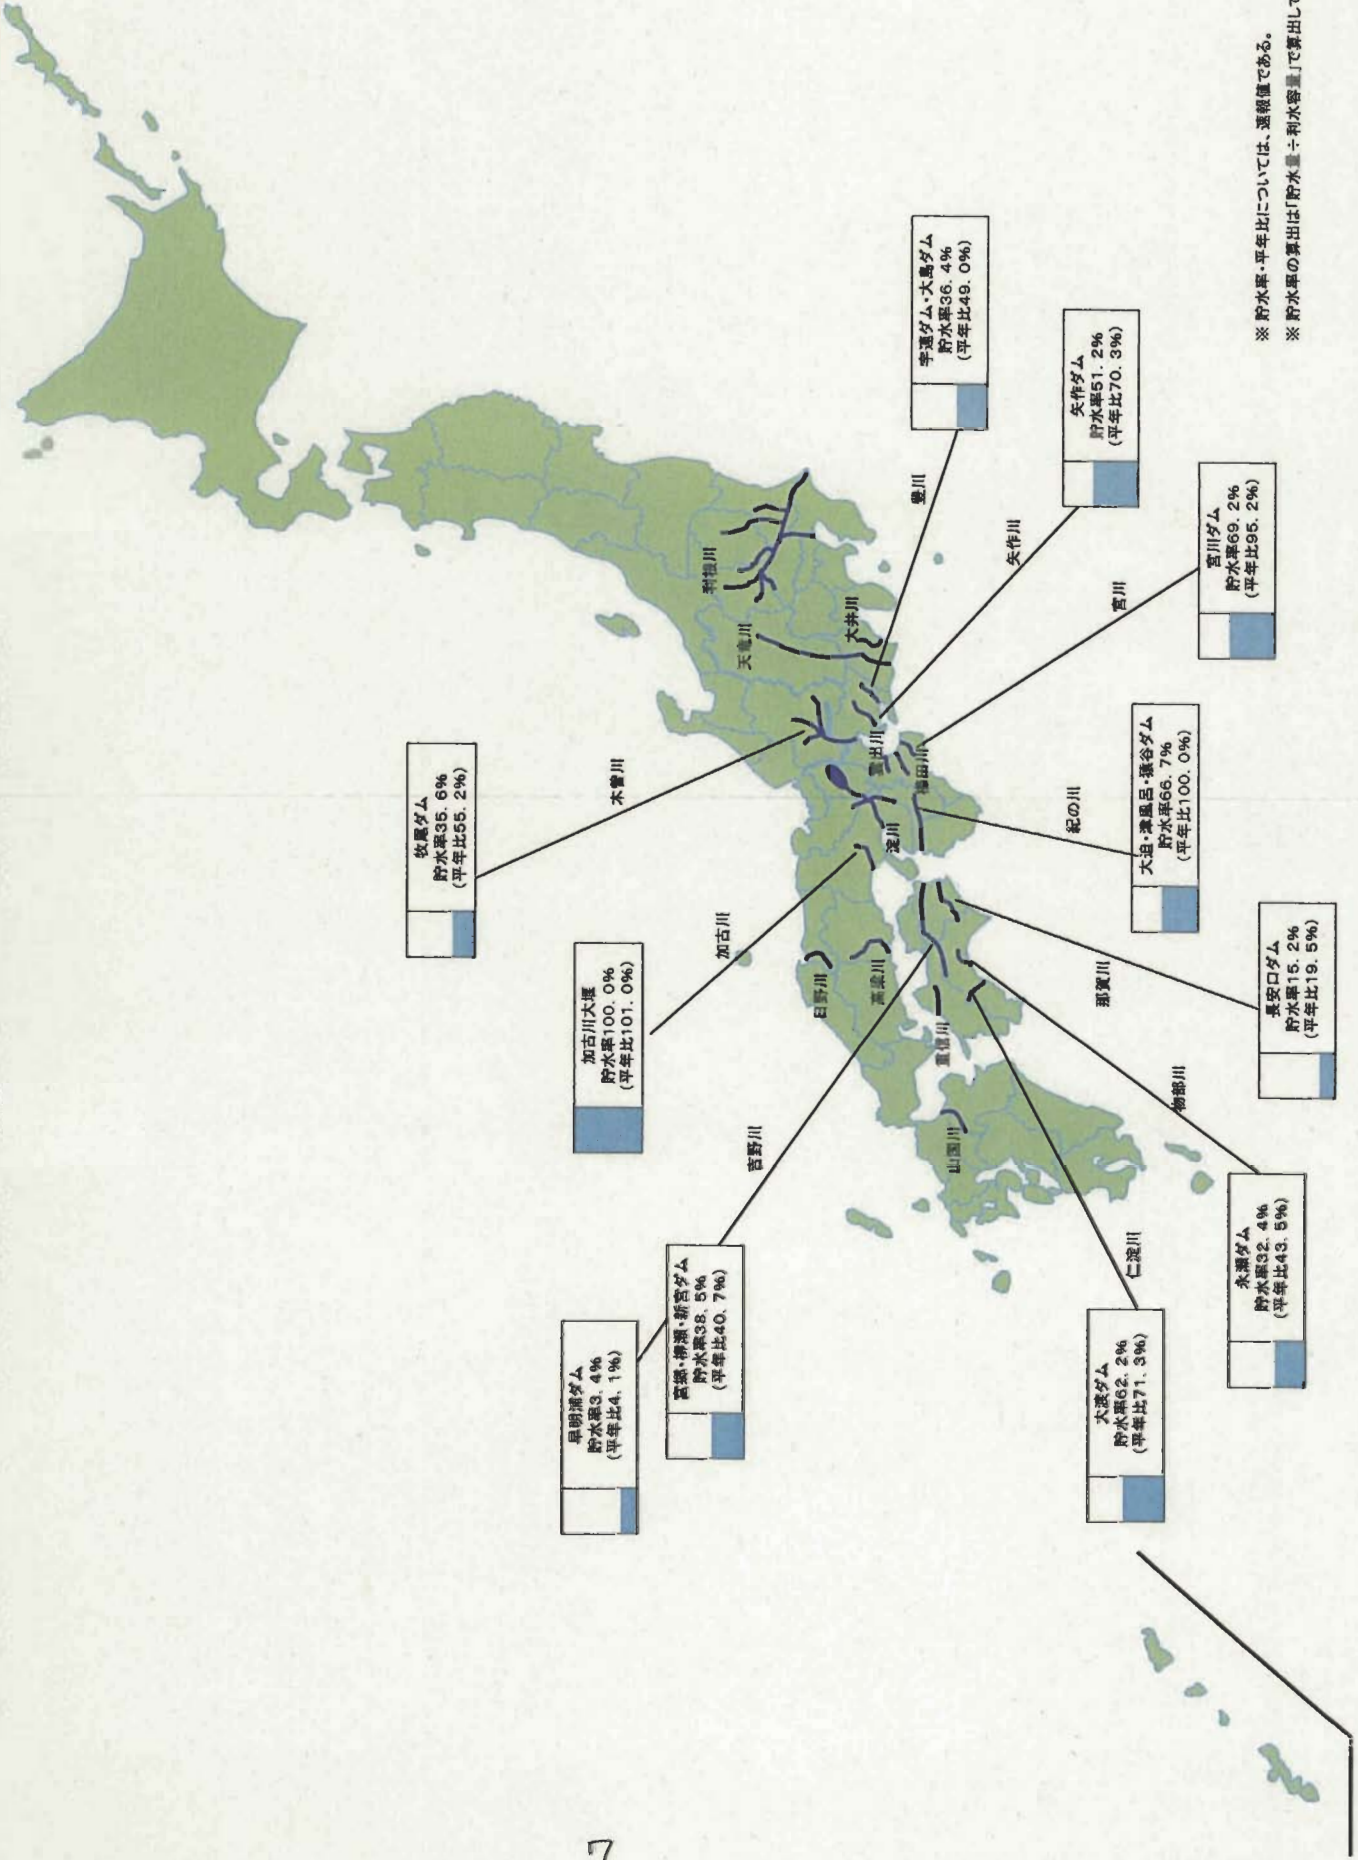 牧尾ダム
貯水率35. 6%
(平年比55. 2%)
木曽川
加古川大堰
貯水率100. 0%
(平年比101. 0%)
加古川
早明浦ダム
貯水率3. 4%
(平年比4. 1%)
富郷・柳瀬・新宮ダム
貯水率38. 5%
(平年比40. 7%)
吉野川
宇連ダム・大島ダム
貯水率36. 4%
(平年比49. 0%)
豊川
矢作ダム
貯水率51. 2%
(平年比70. 3%)
矢作川
宮川ダム
貯水率69. 2%
(平年比95. 2%)
宮川
大迫・津風呂・猿谷ダム
貯水率66. 7%
(平年比100. 0%)
紀の川
長安口ダム
貯水率15. 2%
(平年比19. 5%)
那賀川
永瀬ダム
貯水率32. 4%
(平年比43. 5%)
物部川
大渡ダム
貯水率62. 2%
(平年比71. 3%)
仁淀川
利根川
天竜川
大井川
雲出川
櫛田川
淀川
日野川
高梁川
重信川
山国川
※ 貯水率・平年比については、速報値である。
※ 貯水率の算出は「貯水量÷利水容量」で算出して
7